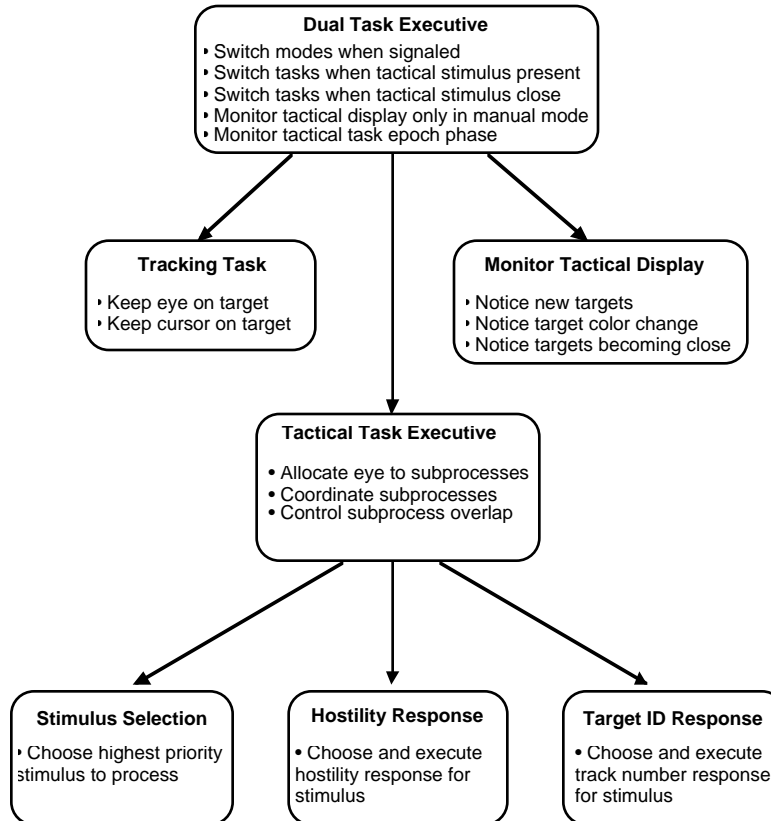 Dual Task Executive
• Switch modes when signaled
• Switch tasks when tactical stimulus present
• Switch tasks when tactical stimulus close
• Monitor tactical display only in manual mode
• Monitor tactical task epoch phase
Tracking Task
• Keep eye on target
• Keep cursor on target
Monitor Tactical Display
• Notice new targets
• Notice target color change
• Notice targets becoming close
Tactical Task Executive
• Allocate eye to subprocesses
• Coordinate subprocesses
• Control subprocess overlap
Stimulus Selection
• Choose highest priority
stimulus to process
Hostility Response
• Choose and execute
hostility response for
stimulus
Target ID Response
• Choose and execute
track number response
for stimulus